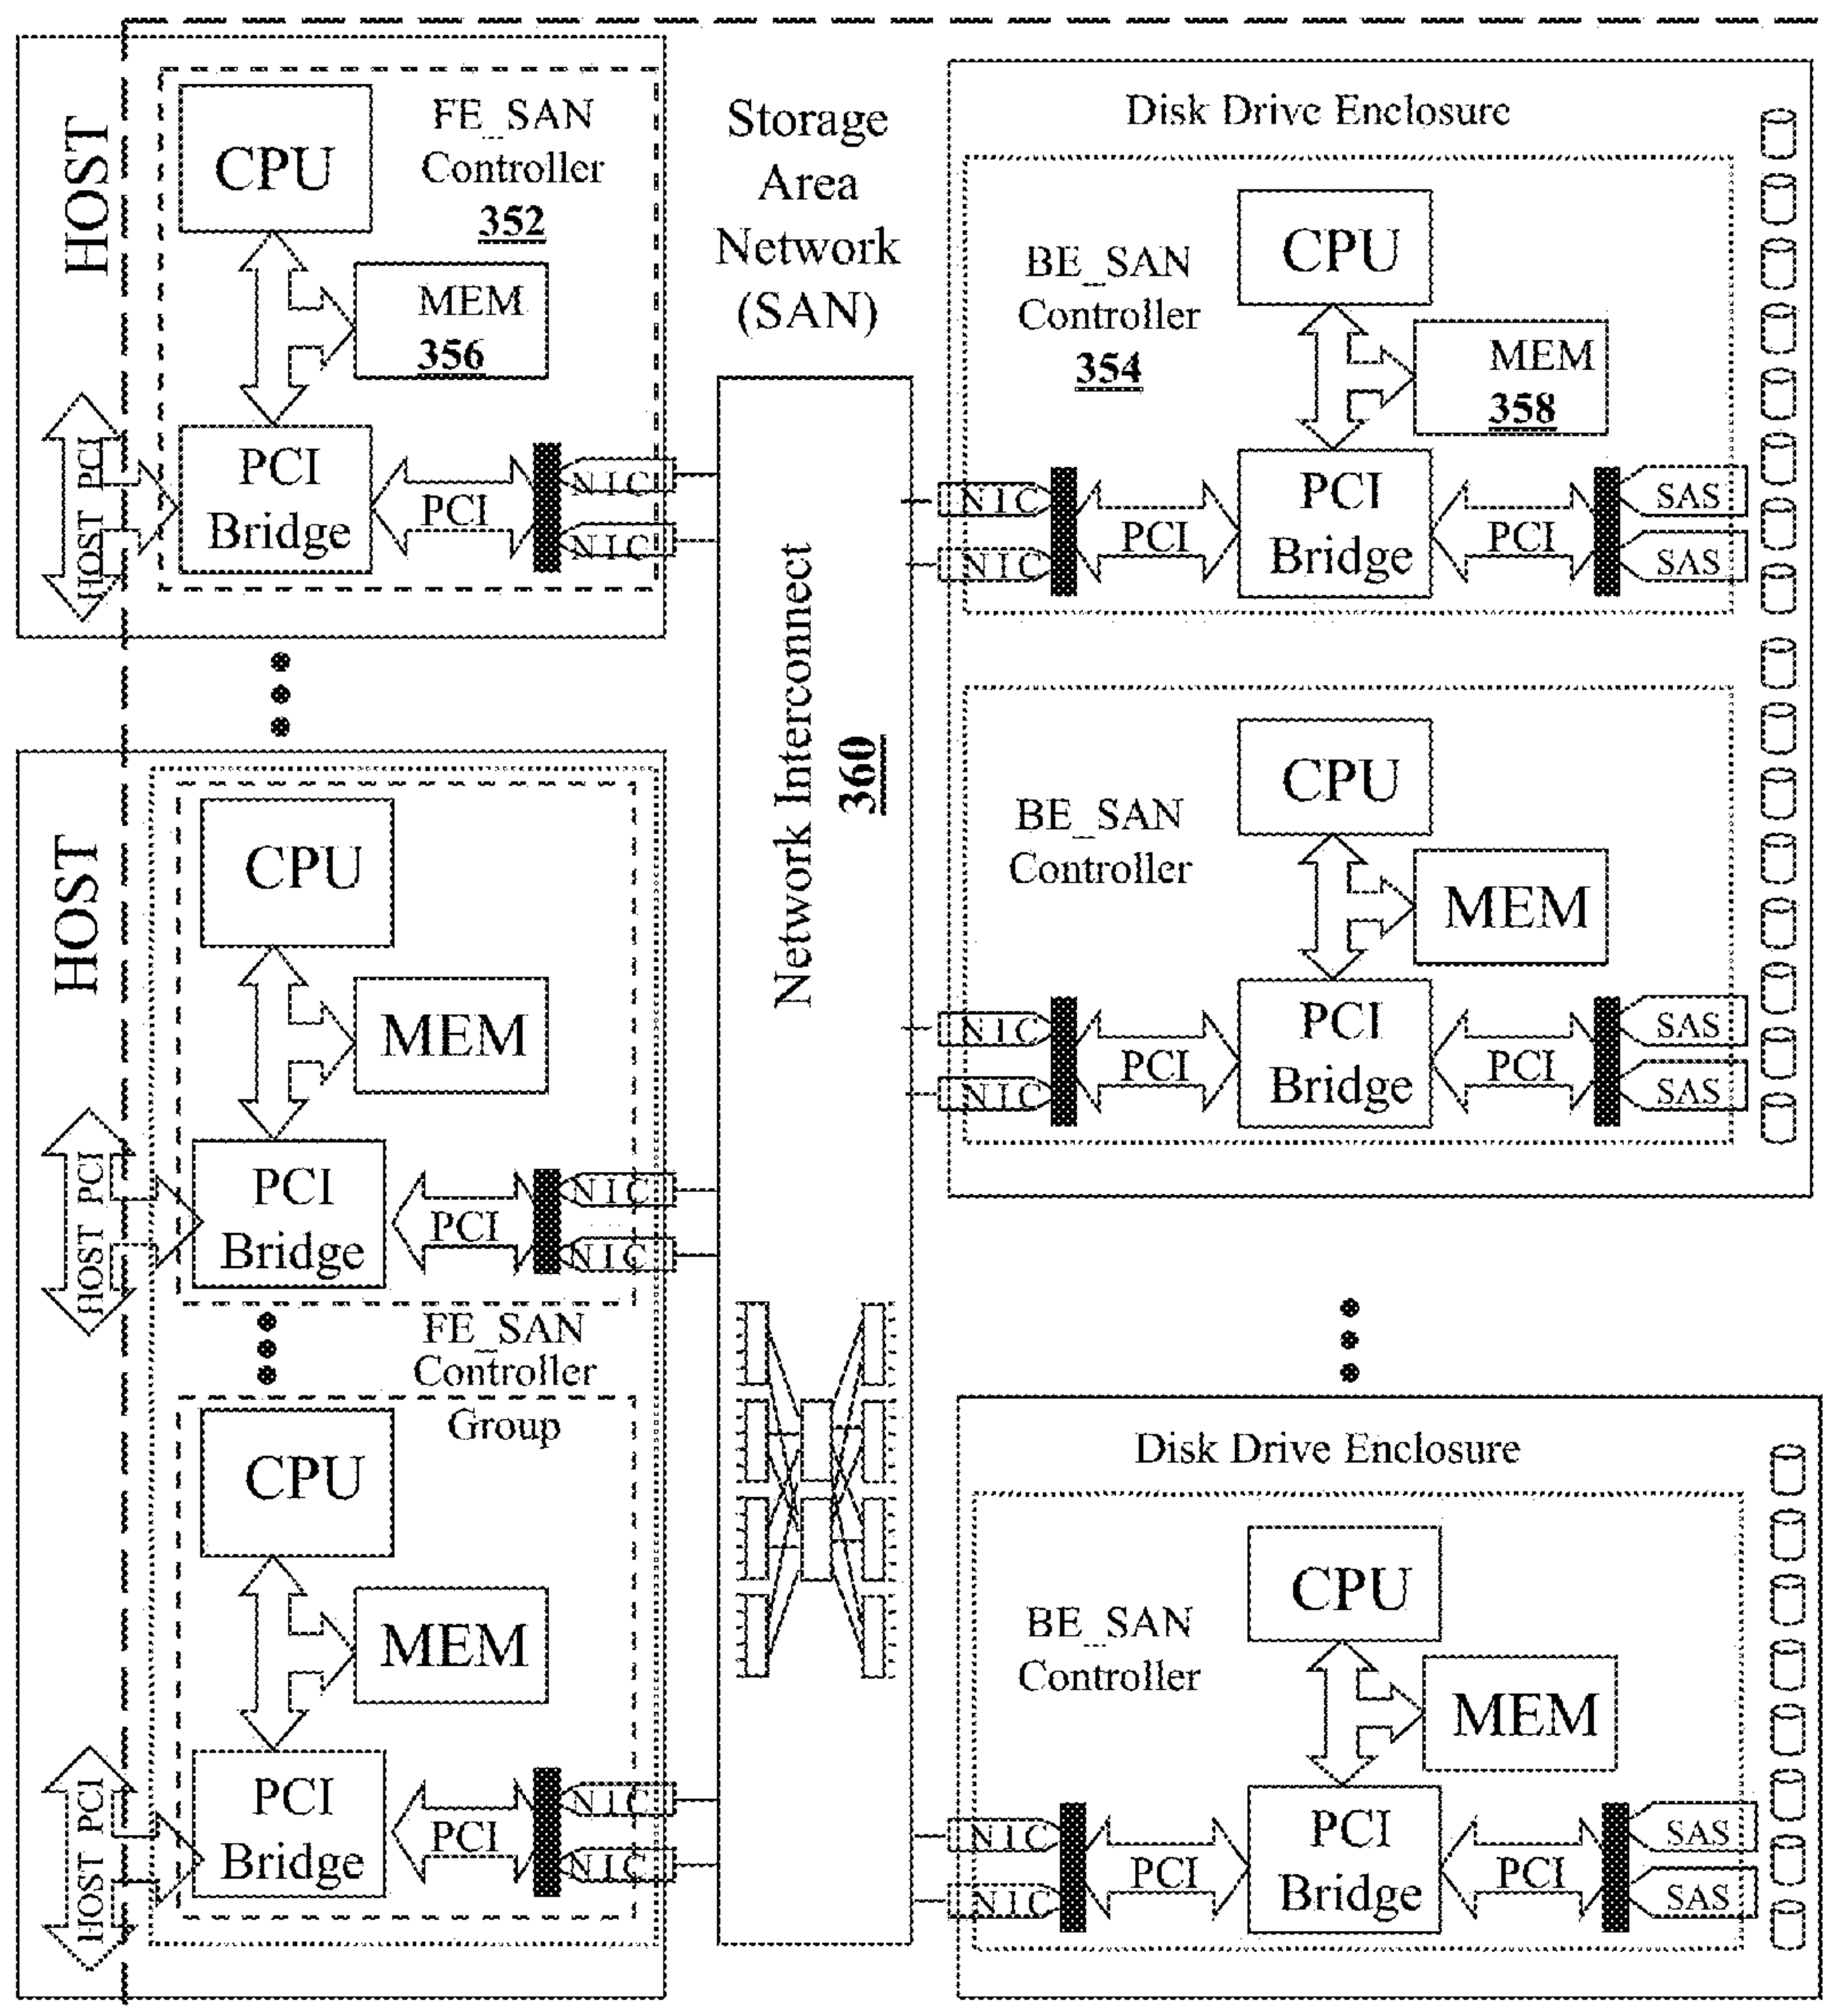 HOST
CPU
FE_SAN
Controller
352
MEM
356
HOST PCI
PCI
Bridge
PCI
NIC
NIC
HOST
CPU
MEM
HOST PCI
PCI
Bridge
PCI
NIC
NIC
FE_SAN
Controller
Group
CPU
MEM
HOST PCI
PCI
Bridge
PCI
NIC
NIC
Storage
Area
Network
(SAN)
Network Interconnect
360
Disk Drive Enclosure
BE_SAN
Controller
354
CPU
MEM
358
NIC
NIC
PCI
PCI
Bridge
PCI
SAS
SAS
BE_SAN
Controller
CPU
MEM
NIC
NIC
PCI
PCI
Bridge
PCI
SAS
SAS
Disk Drive Enclosure
BE_SAN
Controller
CPU
MEM
NIC
NIC
PCI
PCI
Bridge
PCI
SAS
SAS